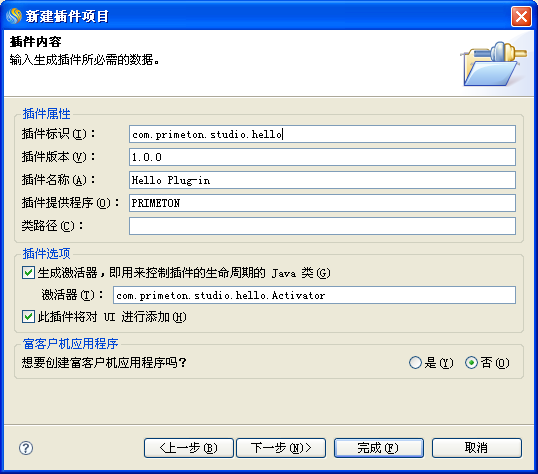 新建插件项目
插件内容
输入生成插件所必需的数据。
插件属性
插件标识(I): com.primeton.studio.hello
插件版本(V): 1.0.0
插件名称(A): Hello Plug-in
插件提供程序(O): PRIMETON
类路径(C):
插件选项
生成激活器，即用来控制插件的生命周期的 Java 类(G)
激活器(T): com.primeton.studio.hello.Activator
此插件将对 UI 进行添加(H)
富客户机应用程序
想要创建富客户机应用程序吗? 是(Y) 否(O)
? <上一步(B) 下一步(N)> 完成(F) 取消